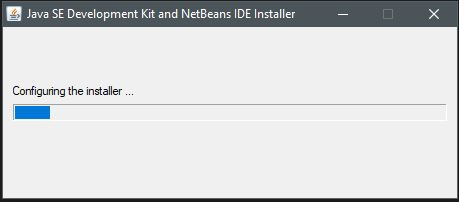 Java SE Development Kit and NetBeans IDE Installer
Configuring the installer ...